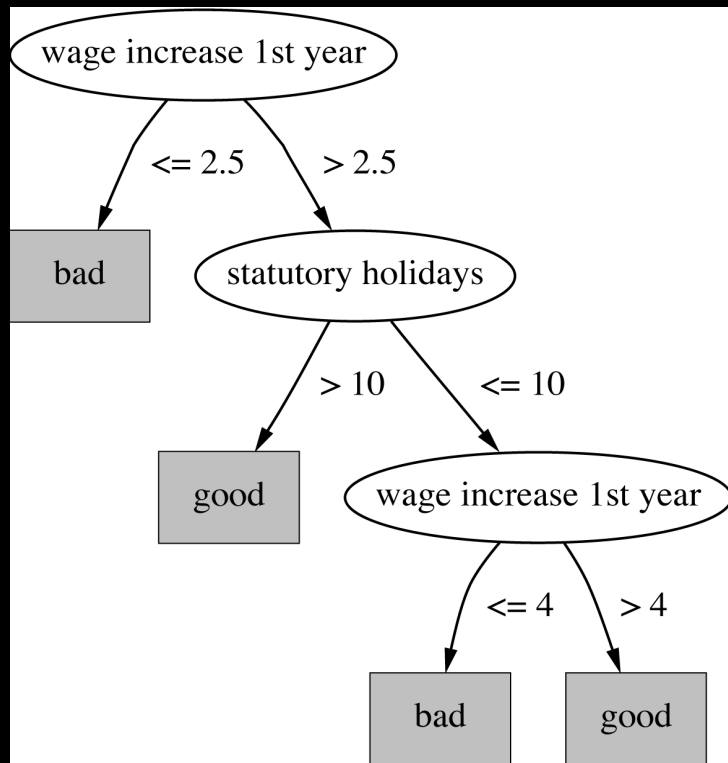 wage increase 1st year
<= 2.5
> 2.5
bad
statutory holidays
> 10
<= 10
good
wage increase 1st year
<= 4
> 4
bad
good